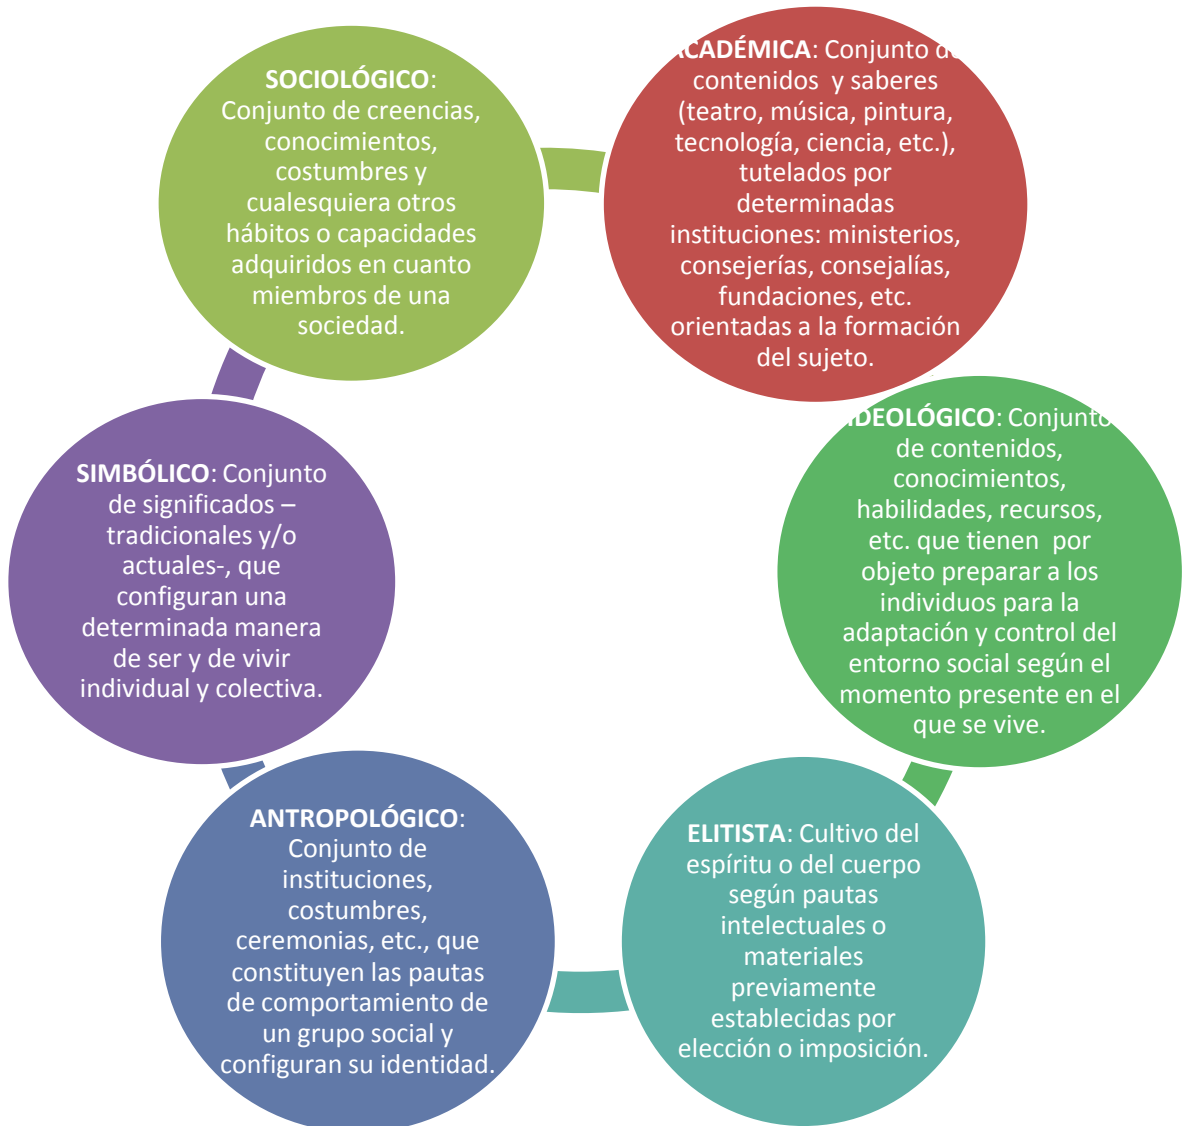 SOCIOLÓGICO:
Conjunto de creencias,
conocimientos,
costumbres y
cualesquiera otros
hábitos o capacidades
adquiridos en cuanto
miembros de una
sociedad.
ACADÉMICA: Conjunto de
contenidos y saberes
(teatro, música, pintura,
tecnología, ciencia, etc.),
tutelados por
determinadas
instituciones: ministerios,
consejerías, consejalías,
fundaciones, etc.
orientadas a la formación
del sujeto.
IDEOLÓGICO: Conjunto
de contenidos,
conocimientos,
habilidades, recursos,
etc. que tienen por
objeto preparar a los
individuos para la
adaptación y control del
entorno social según el
momento presente en el
que se vive.
ELITISTA: Cultivo del
espíritu o del cuerpo
según pautas
intelectuales o
materiales
previamente
establecidas por
elección o imposición.
ANTROPOLÓGICO:
Conjunto de
instituciones,
costumbres,
ceremonias, etc., que
constituyen las pautas
de comportamiento de
un grupo social y
configuran su identidad.
SIMBÓLICO: Conjunto
de significados –
tradicionales y/o
actuales-, que
configuran una
determinada manera
de ser y de vivir
individual y colectiva.